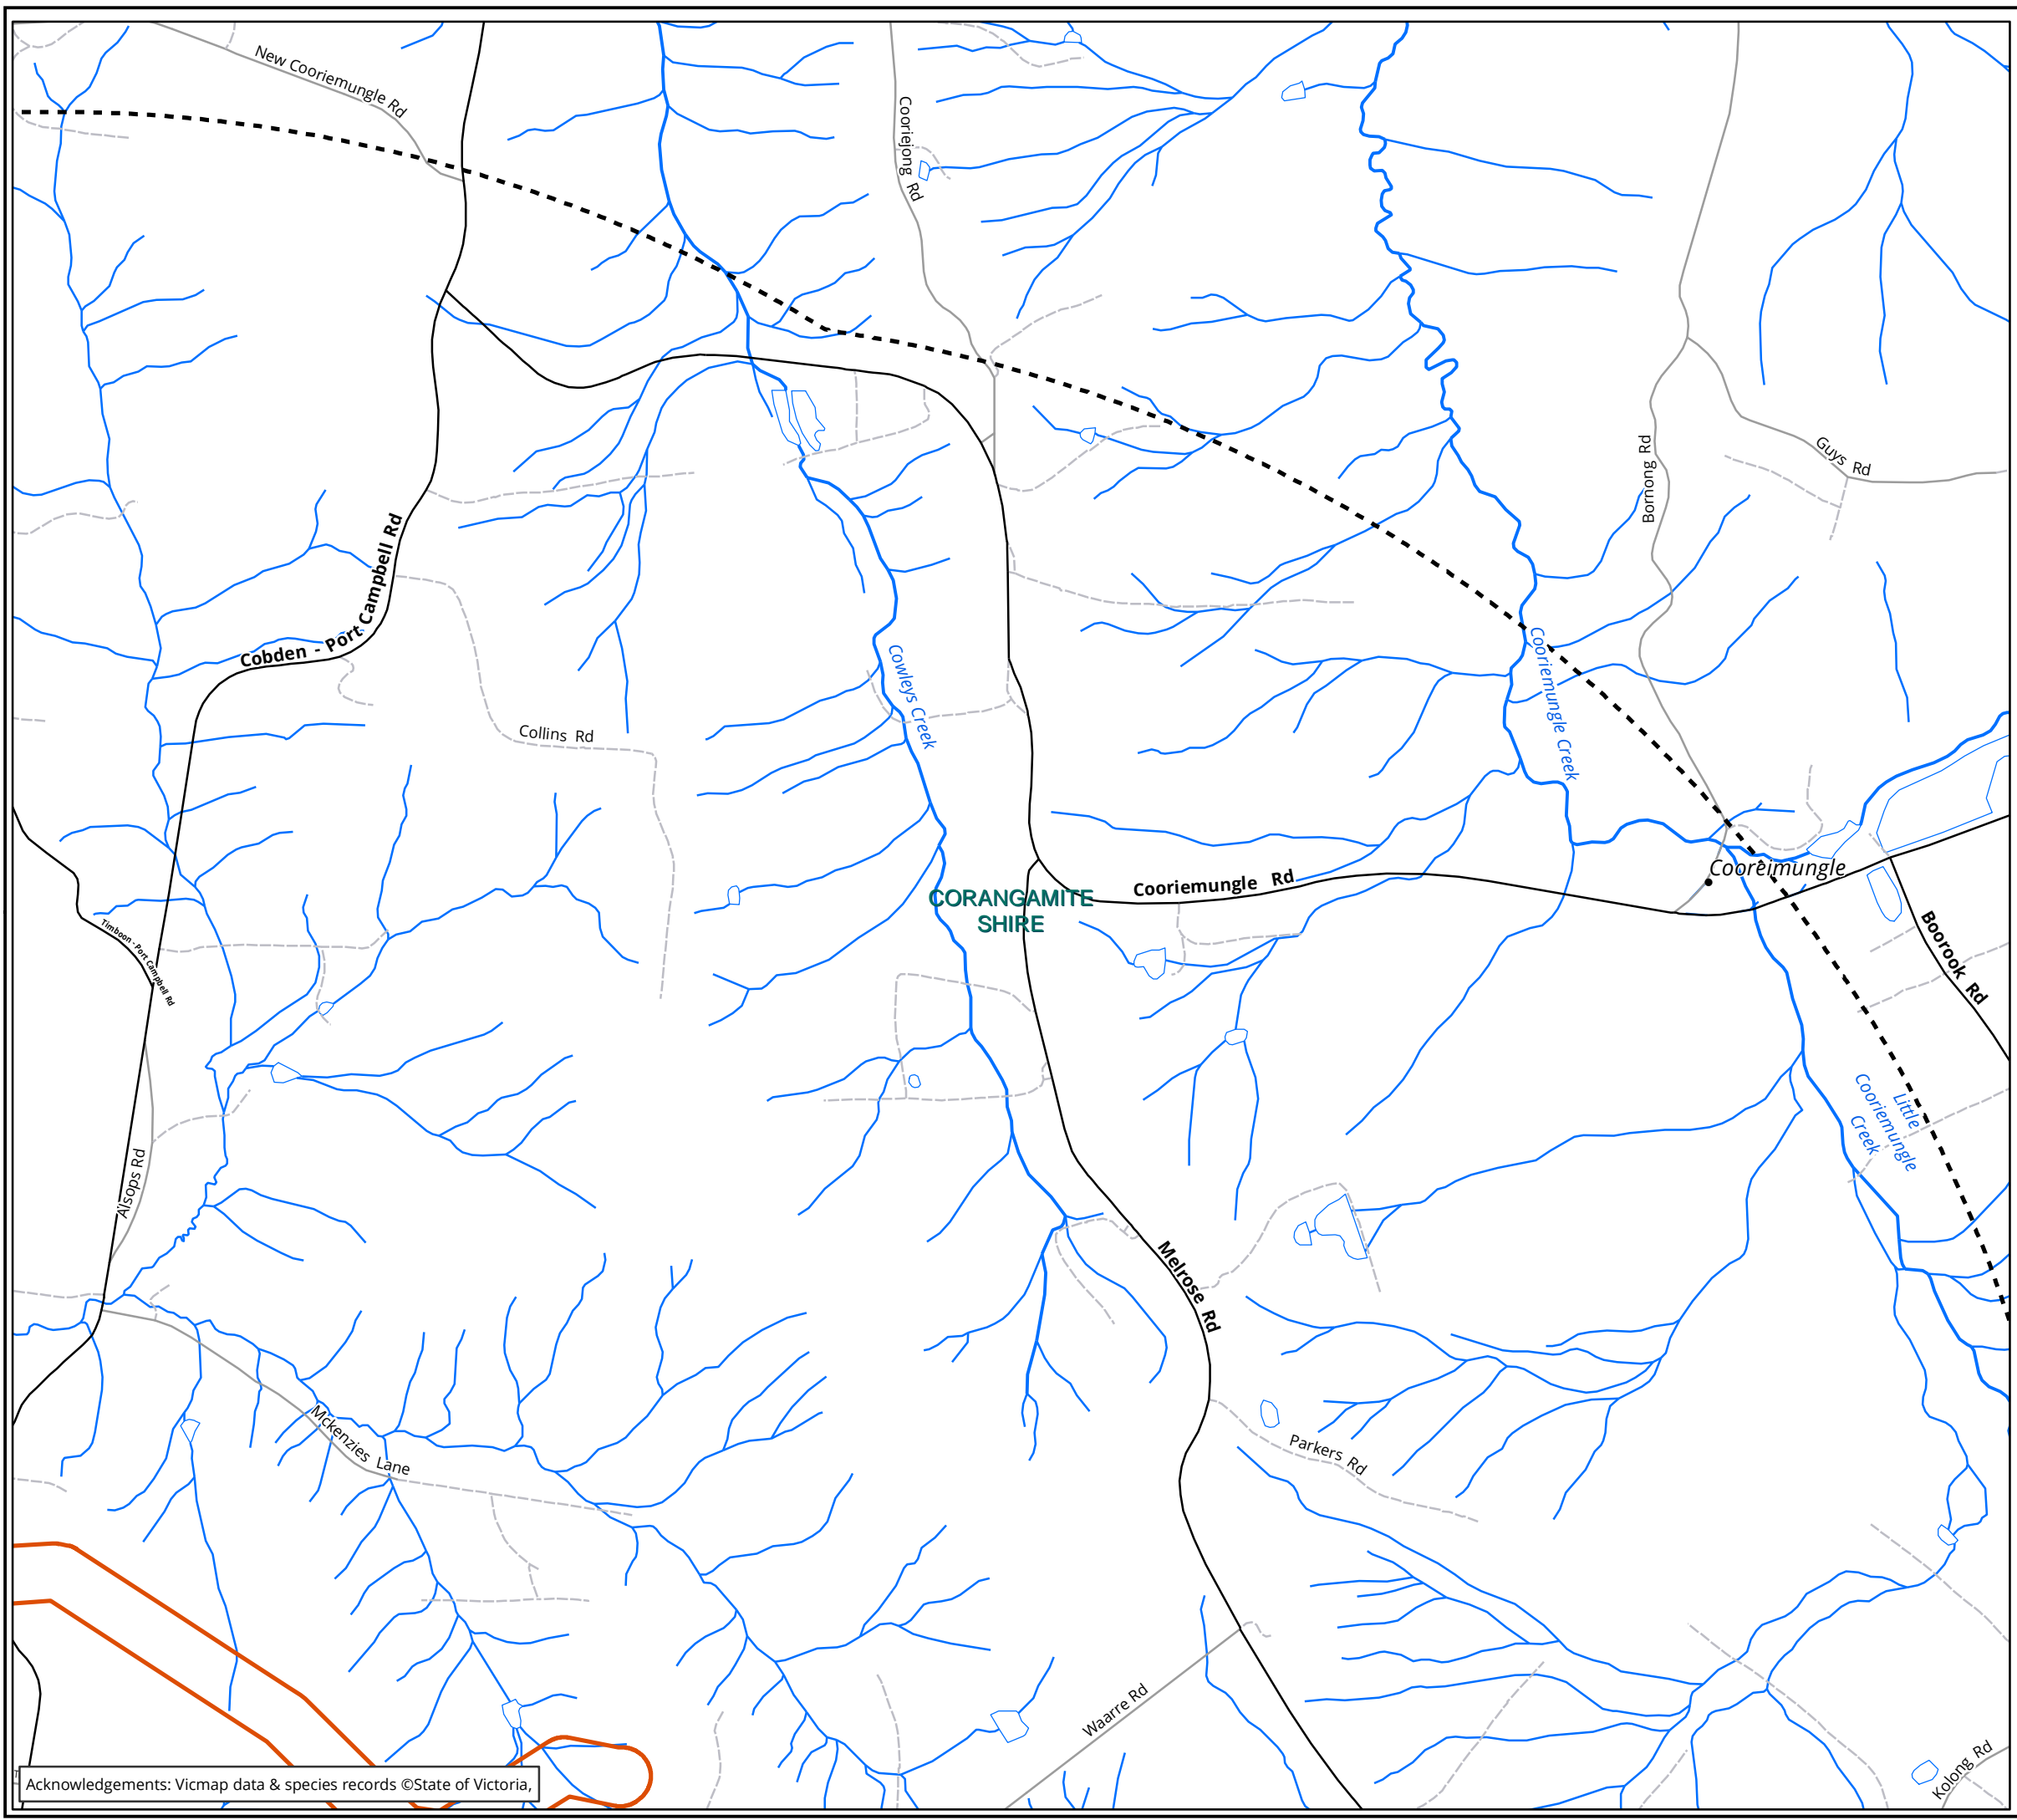 New Cooriemungle Rd
Cooriejong Rd
Guys Rd
Bornong Rd
Cobden - Port Campbell Rd
Cowleys Creek
Cooriemungle Creek
Collins Rd
Cooreimungle
Cooriemungle Rd
CORANGAMITE
SHIRE
Timboon - Port Campbell Rd
Boorook Rd
Little
Cooriemungle
Creek
Alsops Rd
Melrose Rd
Mckenzies Lane
Parkers Rd
Waarre Rd
Kolong Rd
Acknowledgements: Vicmap data & species records ©State of Victoria,